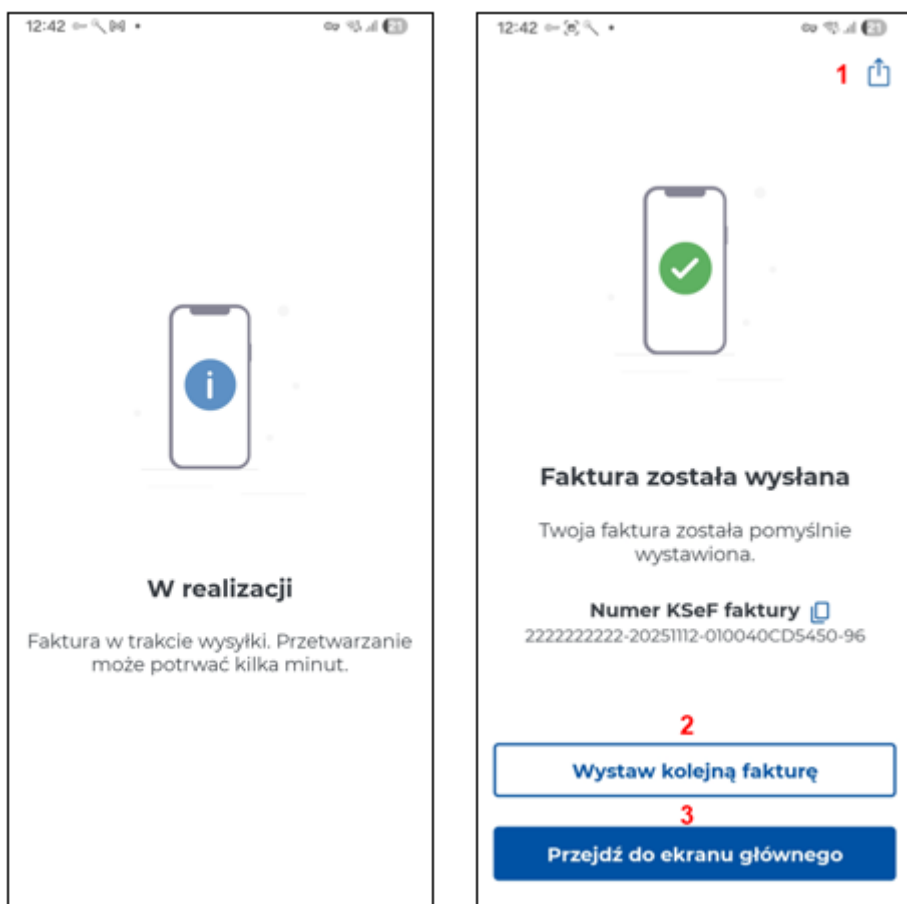 12:42
21
W realizacji
Faktura w trakcie wysyłki. Przetwarzanie
może potrwać kilka minut.
12:42
21
1
Faktura została wysłana
Twoja faktura została pomyślnie
wystawiona.
Numer KSeF faktury
2222222222-20251112-010040CD5450-96
2
Wystaw kolejną fakturę
3
Przejdź do ekranu głównego